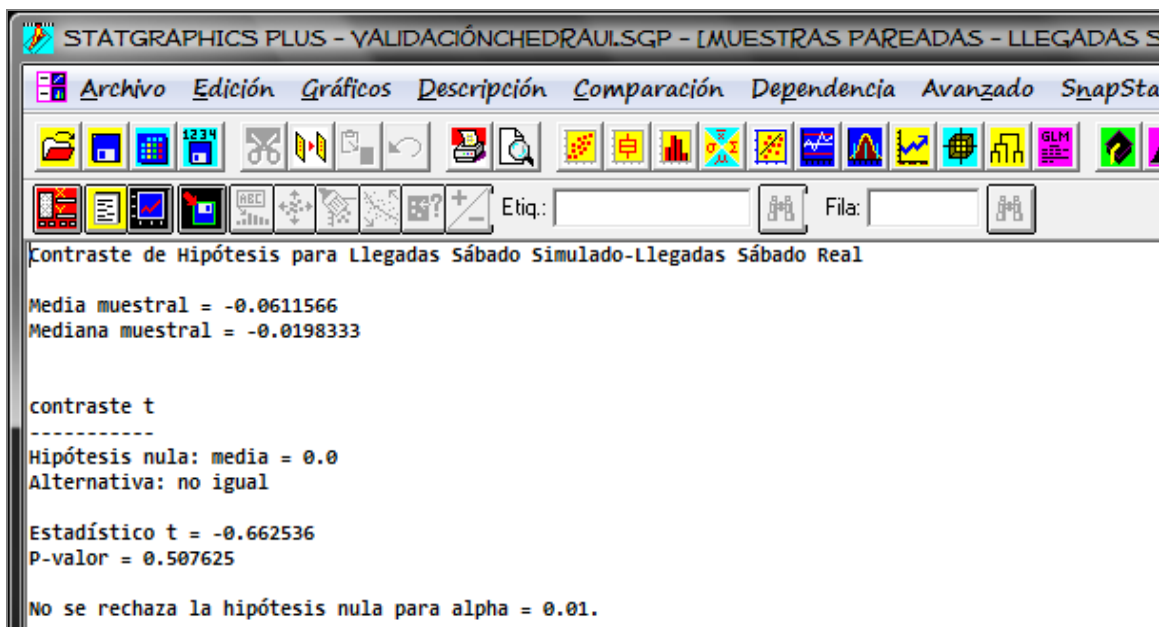 STATGRAPHICS PLUS - VALIDACIÓNCHEDRAUI.SGP - [MUESTRAS PAREADAS - LLEGADAS S
Archivo Edición Gráficos Descripción Comparación Dependencia Avanzado SnapSta
1234
GLM
ABC
Etiq.: Fila:
Contraste de Hipótesis para Llegadas Sábado Simulado-Llegadas Sábado Real
Media muestral = -0.0611566
Mediana muestral = -0.0198333
contraste t
-----------
Hipótesis nula: media = 0.0
Alternativa: no igual
Estadístico t = -0.662536
P-valor = 0.507625
No se rechaza la hipótesis nula para alpha = 0.01.